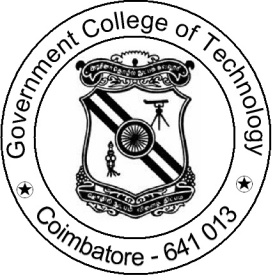 Government College of Technology
Coimbatore - 641 013